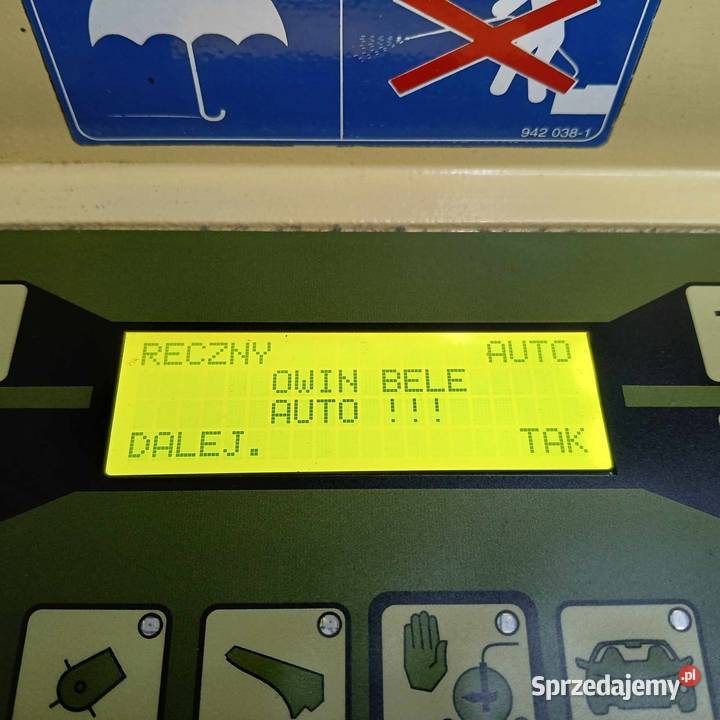 942 038-1
RECZNY AUTO
OWIN BELE
AUTO !!!
DALEJ. TAK
Sprzedajemy.pl